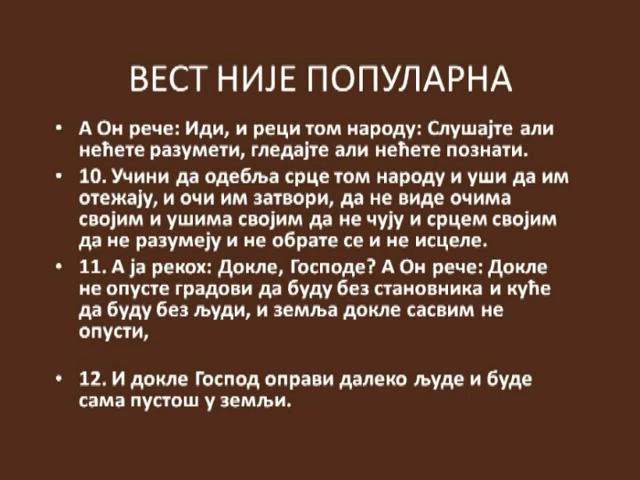 ВЕСТ НИЈЕ ПОПУЛАРНА
• А Он рече: Иди, и реци том народу: Слушајте али
нећете разумети, гледајте али нећете познати.
• 10. Учини да одебља срце том народу и уши да им
отежају, и очи им затвори, да не виде очима
својим и ушима својим да не чују и срцем својим
да не разумеју и не обрате се и не исцеле.
• 11. А ја рекох: Докле, Господе? А Он рече: Докле
не опусте градови да буду без становника и куће
да буду без људи, и земља докле сасвим не
опусти,
• 12. И докле Господ оправи далеко људе и буде
сама пустош у земљи.